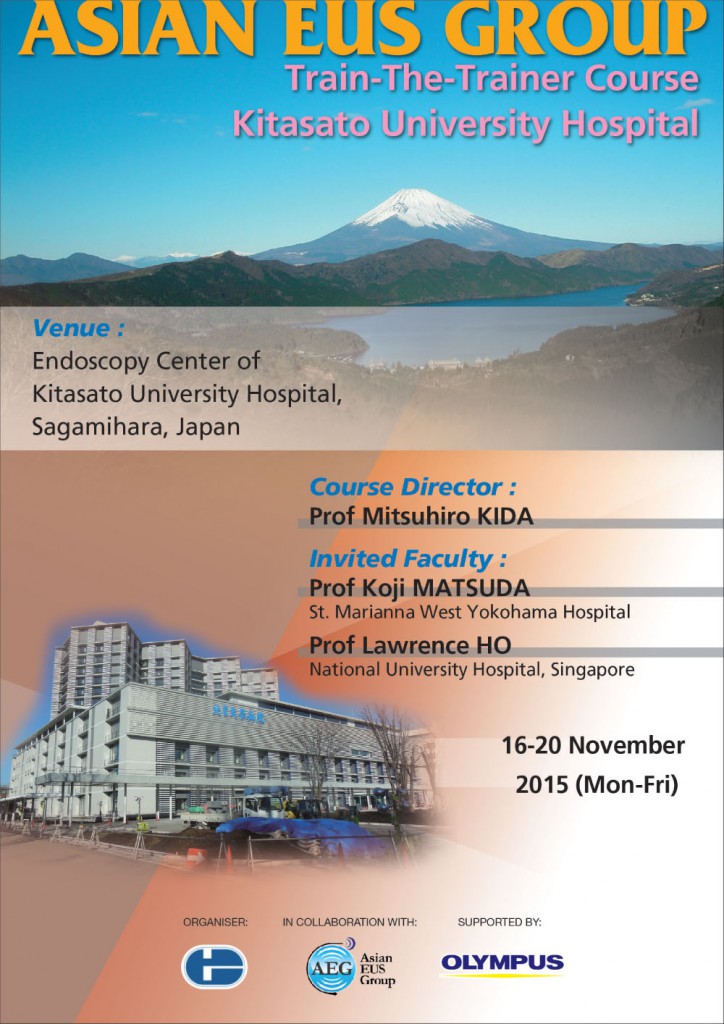 ASIAN EUS GROUP
Train-The-Trainer Course
Kitasato University Hospital
Venue :
Endoscopy Center of
Kitasato University Hospital,
Sagamihara, Japan
Course Director :
Prof Mitsuhiro KIDA
Invited Faculty :
Prof Koji MATSUDA
St. Marianna West Yokohama Hospital
Prof Lawrence HO
National University Hospital, Singapore
16-20 November
2015 (Mon-Fri)
ORGANISER:
IN COLLABORATION WITH:
SUPPORTED BY:
AEG
Asian
EUS
Group
OLYMPUS